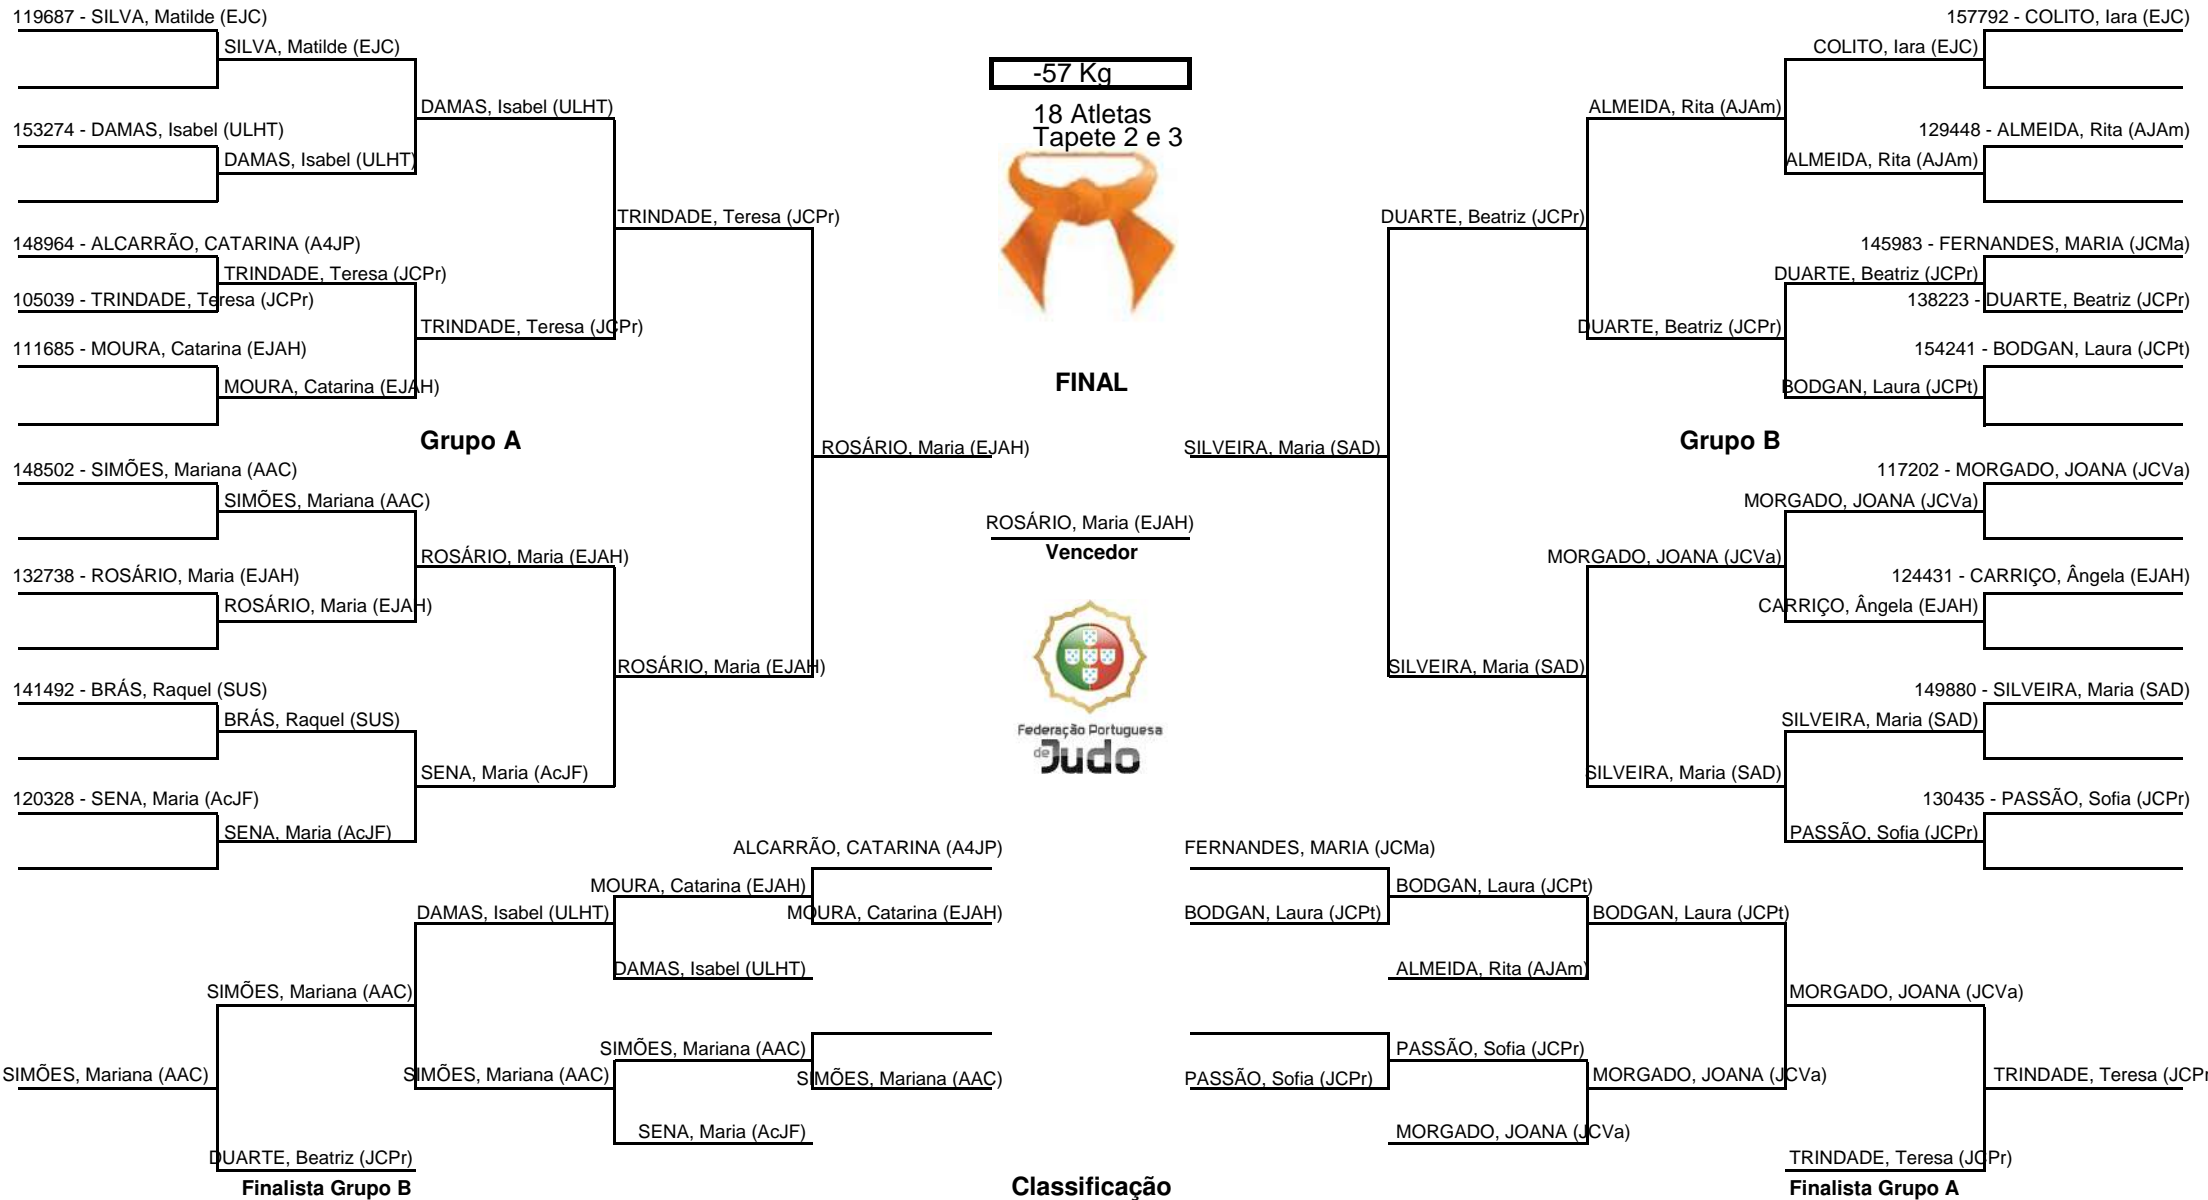 119687 - SILVA, Matilde (EJC)
SILVA, Matilde (EJC)
DAMAS, Isabel (ULHT)
153274 - DAMAS, Isabel (ULHT)
DAMAS, Isabel (ULHT)
TRINDADE, Teresa (JCPr)
148964 - ALCARRÃO, CATARINA (A4JP)
TRINDADE, Teresa (JCPr)
105039 - TRINDADE, Teresa (JCPr)
TRINDADE, Teresa (JCPr)
111685 - MOURA, Catarina (EJAH)
MOURA, Catarina (EJAH)
Grupo A
ROSÁRIO, Maria (EJAH)
148502 - SIMÕES, Mariana (AAC)
SIMÕES, Mariana (AAC)
ROSÁRIO, Maria (EJAH)
132738 - ROSÁRIO, Maria (EJAH)
ROSÁRIO, Maria (EJAH)
ROSÁRIO, Maria (EJAH)
141492 - BRÁS, Raquel (SUS)
BRÁS, Raquel (SUS)
SENA, Maria (AcJF)
120328 - SENA, Maria (AcJF)
SENA, Maria (AcJF)
-57 Kg
18 Atletas
Tapete 2 e 3
FINAL
ROSÁRIO, Maria (EJAH)
Vencedor
Federação Portuguesa
de Judo
157792 - COLITO, Iara (EJC)
COLITO, Iara (EJC)
ALMEIDA, Rita (AJAm)
129448 - ALMEIDA, Rita (AJAm)
ALMEIDA, Rita (AJAm)
DUARTE, Beatriz (JCPr)
145983 - FERNANDES, MARIA (JCMa)
DUARTE, Beatriz (JCPr)
138223 - DUARTE, Beatriz (JCPr)
DUARTE, Beatriz (JCPr)
154241 - BODGAN, Laura (JCPt)
BODGAN, Laura (JCPt)
Grupo B
SILVEIRA, Maria (SAD)
117202 - MORGADO, JOANA (JCVa)
MORGADO, JOANA (JCVa)
MORGADO, JOANA (JCVa)
124431 - CARRIÇO, Ângela (EJAH)
CARRIÇO, Ângela (EJAH)
SILVEIRA, Maria (SAD)
149880 - SILVEIRA, Maria (SAD)
SILVEIRA, Maria (SAD)
SILVEIRA, Maria (SAD)
130435 - PASSÃO, Sofia (JCPr)
PASSÃO, Sofia (JCPr)
ALCARRÃO, CATARINA (A4JP)
MOURA, Catarina (EJAH)
MOURA, Catarina (EJAH)
DAMAS, Isabel (ULHT)
DAMAS, Isabel (ULHT)
SIMÕES, Mariana (AAC)
SIMÕES, Mariana (AAC)
SIMÕES, Mariana (AAC)
SIMÕES, Mariana (AAC)
SIMÕES, Mariana (AAC)
SENA, Maria (AcJF)
DUARTE, Beatriz (JCPr)
Finalista Grupo B
FERNANDES, MARIA (JCMa)
BODGAN, Laura (JCPt)
BODGAN, Laura (JCPt)
BODGAN, Laura (JCPt)
ALMEIDA, Rita (AJAm)
MORGADO, JOANA (JCVa)
PASSÃO, Sofia (JCPr)
PASSÃO, Sofia (JCPr)
MORGADO, JOANA (JCVa)
TRINDADE, Teresa (JCPr
MORGADO, JOANA (JCVa)
TRINDADE, Teresa (JCPr)
Finalista Grupo A
Classificação